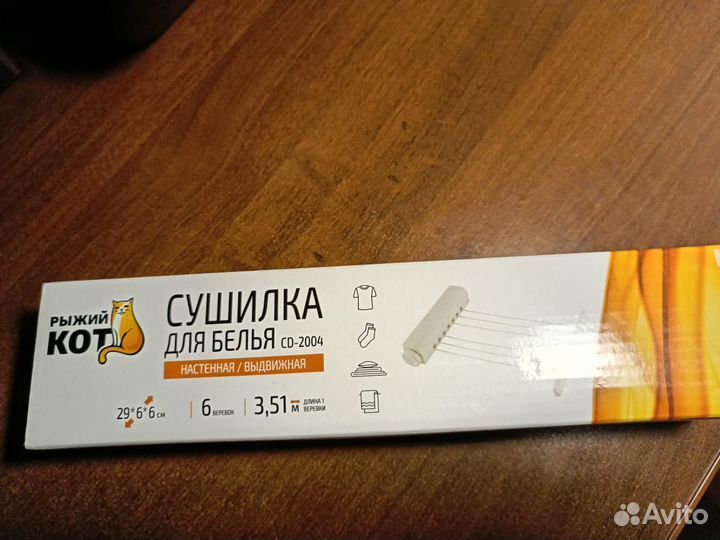 РЫЖИЙ
КОТ
СУШИЛКА
ДЛЯ БЕЛЬЯ CD-2004
НАСТЕННАЯ / ВЫДВИЖНАЯ
29*6*6 см
6 ВЕРЕВОК
3,51 м ДЛИНА 1
ВЕРЕВКИ
Avito